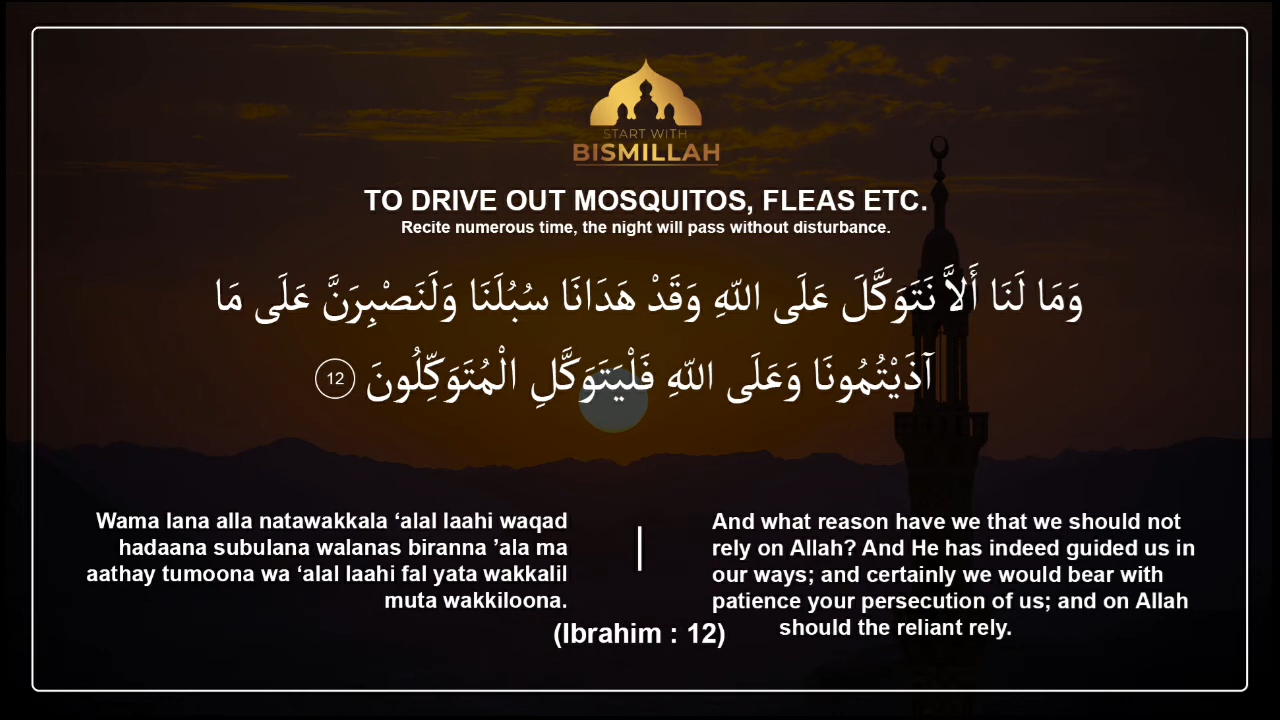 START WITH
BISMILLAH
TO DRIVE OUT MOSQUITOS, FLEAS ETC.
Recite numerous time, the night will pass without disturbance.
وَمَا لَنَا أَلاَّ نَتَوَكَّلَ عَلَى اللّهِ وَقَدْ هَدَانَا سُبُلَنَا وَلَنَصْبِرَنَّ عَلَى مَا
آذَيْتُمُونَا وَعَلَى اللّهِ فَلْيَتَوَكَّلِ الْمُتَوَكِّلُونَ 12
Wama lana alla natawakkala ‘alal laahi waqad
hadaana subulana walanas biranna ’ala ma
aathay tumoona wa ‘alal laahi fal yata wakkalil
muta wakkiloona.
And what reason have we that we should not
rely on Allah? And He has indeed guided us in
our ways; and certainly we would bear with
patience your persecution of us; and on Allah
should the reliant rely.
(Ibrahim : 12)